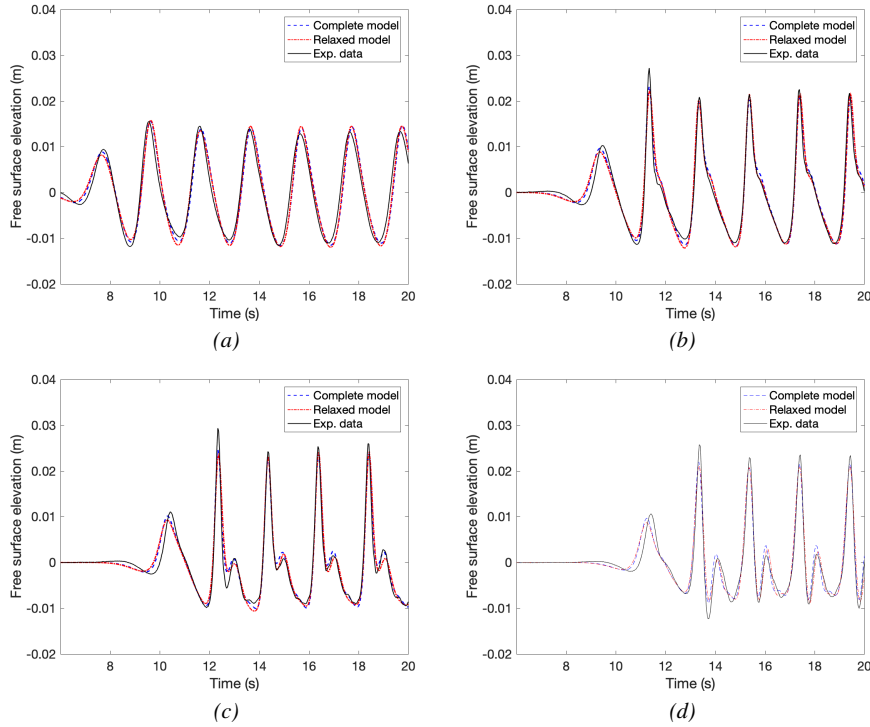 0.04
0.03
0.02
0.01
0
-0.01
-0.02
Free surface elevation (m)
Complete model
Relaxed model
Exp. data
8
10
12
14
16
18
20
Time (s)
(a)
0.04
0.03
0.02
0.01
0
-0.01
-0.02
Free surface elevation (m)
Complete model
Relaxed model
Exp. data
8
10
12
14
16
18
20
Time (s)
(b)
0.04
0.03
0.02
0.01
0
-0.01
-0.02
Free surface elevation (m)
Complete model
Relaxed model
Exp. data
8
10
12
14
16
18
20
Time (s)
(c)
0.04
0.03
0.02
0.01
0
-0.01
-0.02
Free surface elevation (m)
Complete model
Relaxed model
Exp. data
8
10
12
14
16
18
20
Time (s)
(d)